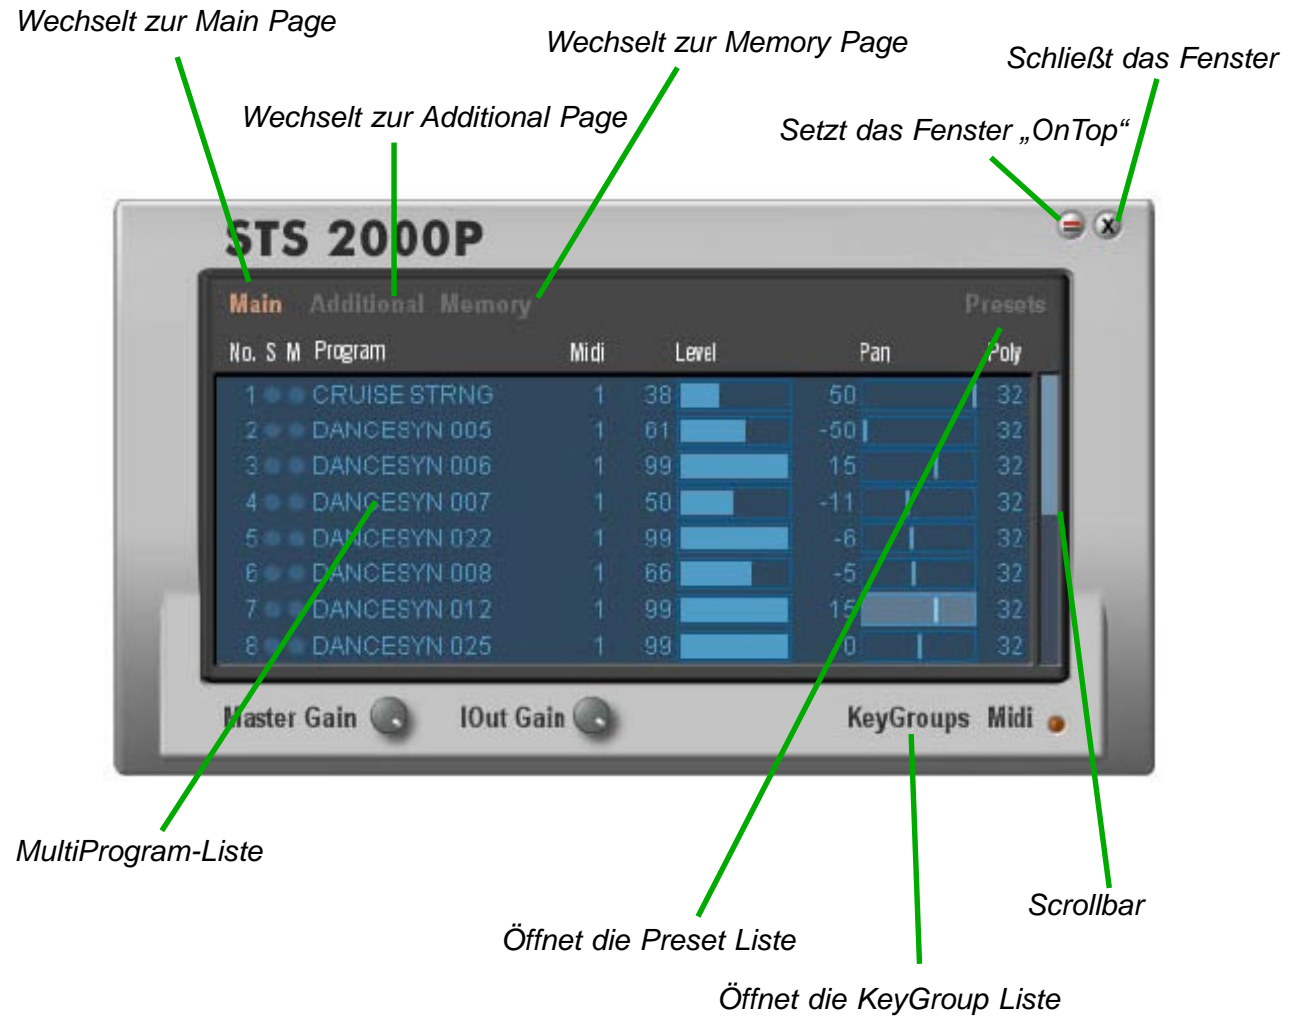 Wechselt zur Main Page
Wechselt zur Memory Page
Schließt das Fenster
Wechselt zur Additional Page
Setzt das Fenster „OnTop“
STS 2000P
X
Main Additional Memory Presets
No. S M Program Midi Level Pan Poly
1 CRUISE STRNG 1 38 50 32
2 DANCESYN 005 1 61 -50 32
3 DANCESYN 006 1 99 15 32
4 DANCESYN 007 1 50 -11 32
5 DANCESYN 022 1 99 -6 32
6 DANCESYN 008 1 66 -5 32
7 DANCESYN 012 1 99 15 32
8 DANCESYN 025 1 99 0 32
Master Gain IOut Gain KeyGroups Midi
MultiProgram-Liste
Scrollbar
Öffnet die Preset Liste
Öffnet die KeyGroup Liste